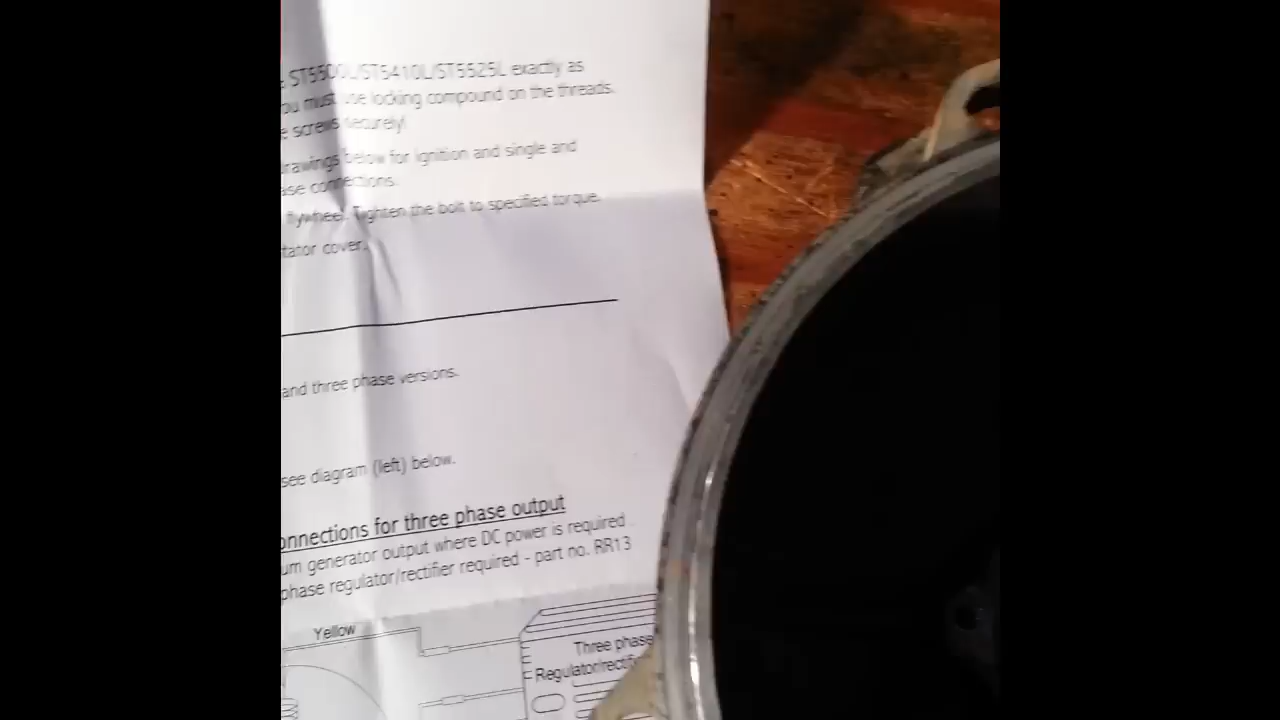 ST5500L/ST5410L/ST5525L exactly as
you must use locking compound on the threads.
e screws securely!
drawings below for ignition and single and
ase connections.
flywheel. Tighten the bolt to specified torque.
tator cover.
and three phase versions.
see diagram (left) below.
onnections for three phase output
um generator output where DC power is required
phase regulator/rectifier required - part no. RR13
Yellow
Three phase
Regulator/rectifi